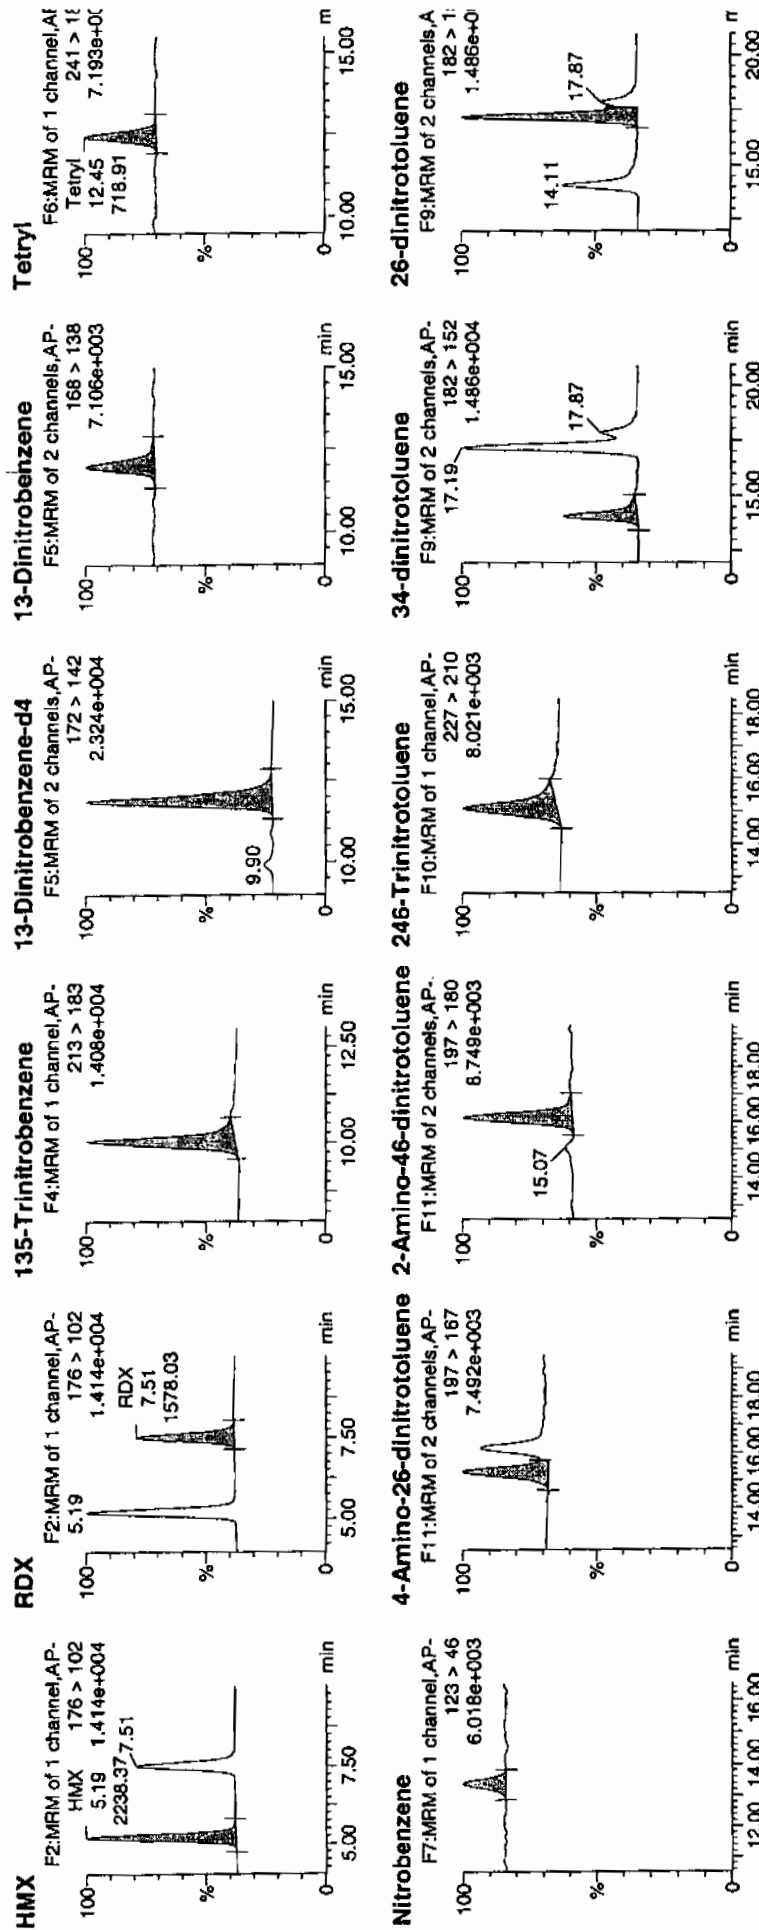 HMX
F2:MRM of 1 channel,AP-
HMX 176 > 102
5.19 1.414e+004
2238.37
7.51
100
%
0
5.00 7.50 min
RDX
F2:MRM of 1 channel,AP-
5.19 176 > 102
1.414e+004
RDX
7.51
1578.03
100
%
0
5.00 7.50 min
135-Trinitrobenzene
F4:MRM of 1 channel,AP-
213 > 183
1.408e+004
100
%
0
10.00 12.50 min
13-Dinitrobenzene-d4
F5:MRM of 2 channels,AP-
172 > 142
2.324e+004
9.90
100
%
0
10.00 15.00 min
13-Dinitrobenzene
F5:MRM of 2 channels,AP-
168 > 138
7.106e+003
100
%
0
10.00 15.00 min
Tetryl
F6:MRM of 1 channel,
Tetryl 241 >
12.45 7.193e+
718.91
100
%
0
10.00 15.00
Nitrobenzene
F7:MRM of 1 channel,AP-
123 > 46
6.018e+003
100
%
0
12.00 14.00 16.00 min
4-Amino-26-dinitrotoluene
F11:MRM of 2 channels,AP-
197 > 167
7.492e+003
100
%
0
14.00 16.00 18.00 min
2-Amino-46-dinitrotoluene
F11:MRM of 2 channels,AP-
197 > 180
8.749e+003
15.07
100
%
0
14.00 16.00 18.00 min
246-Trinitrotoluene
F10:MRM of 1 channel,AP-
227 > 210
8.021e+003
100
%
0
14.00 16.00 18.00 min
34-dinitrotoluene
F9:MRM of 2 channels,AP-
17.19 182 > 152
1.486e+004
17.87
100
%
0
15.00 20.00 min
26-dinitrotoluene
F9:MRM of 2 channels,A
182 >
1.486e+
17.87
14.11
100
%
0
15.00 20.00